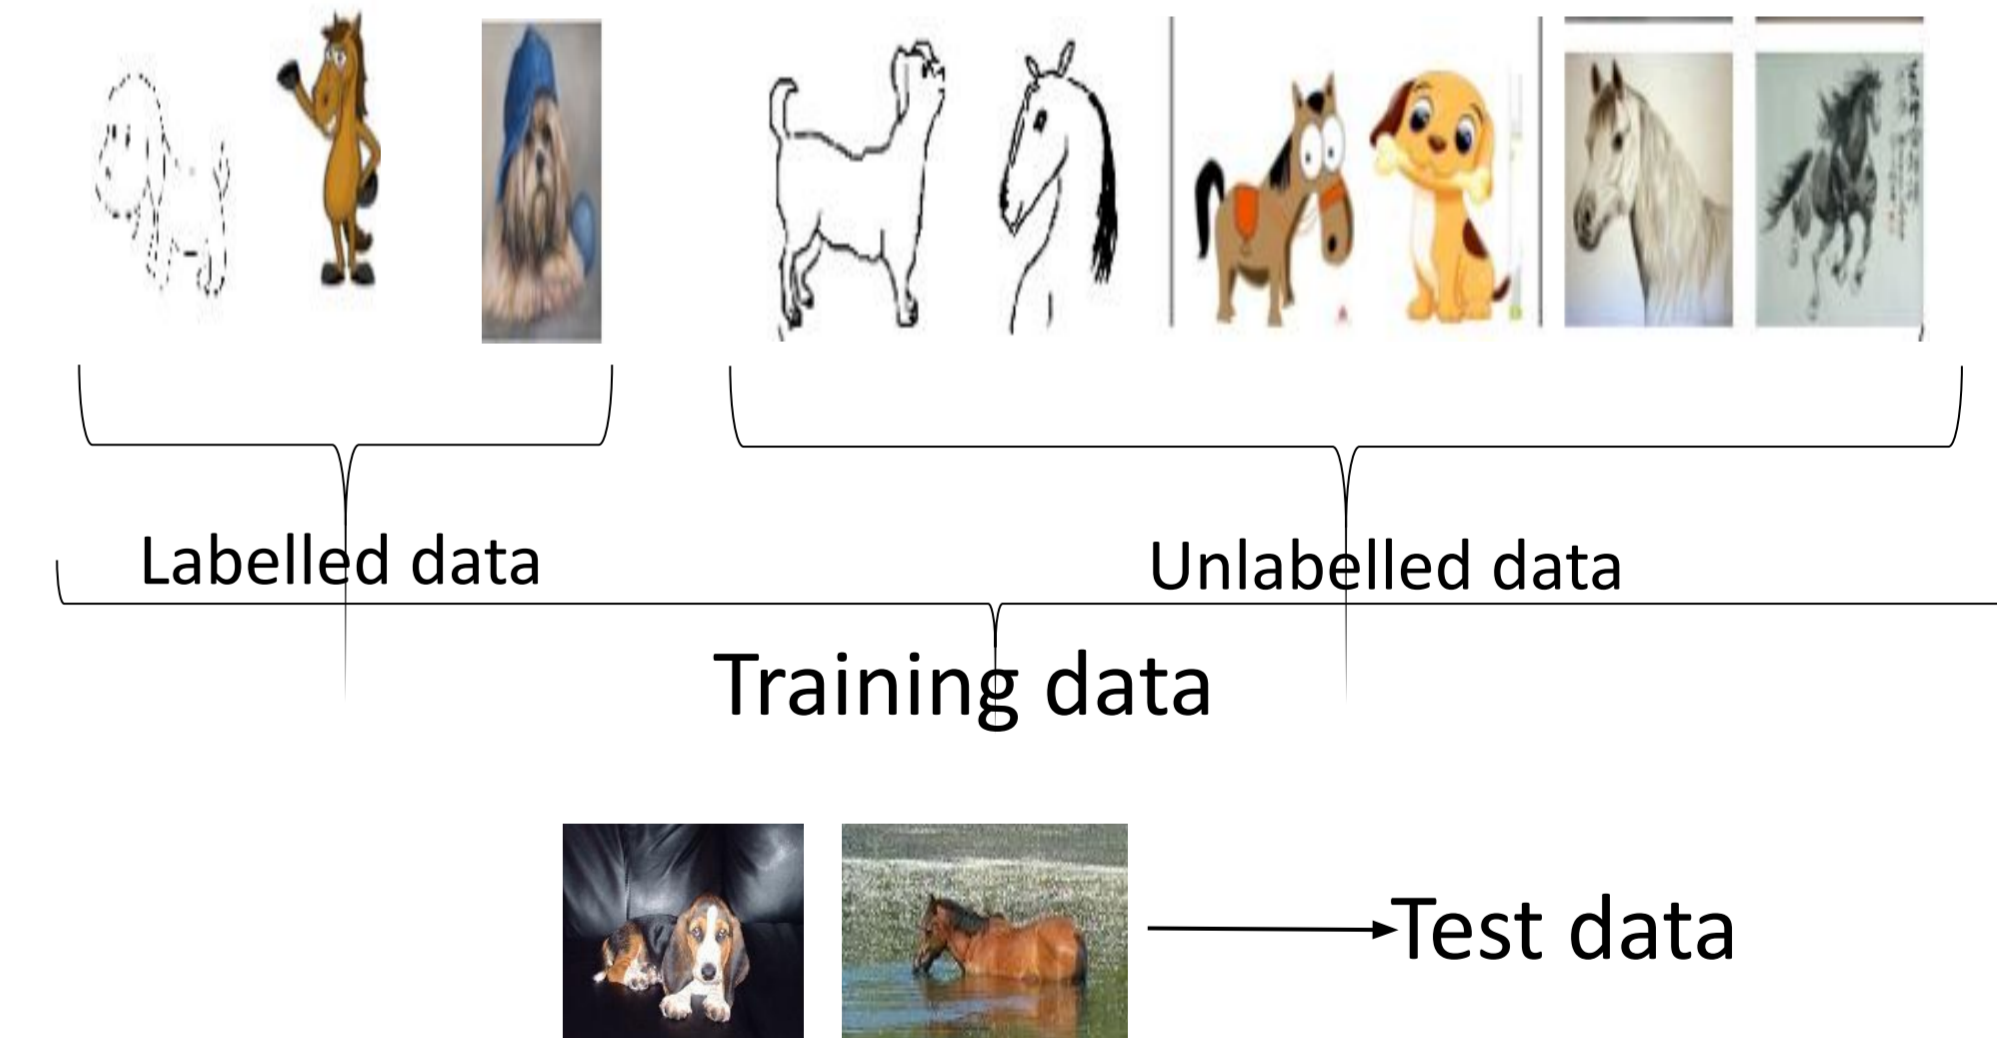 Labelled data
Unlabelled data
Training data
Test data